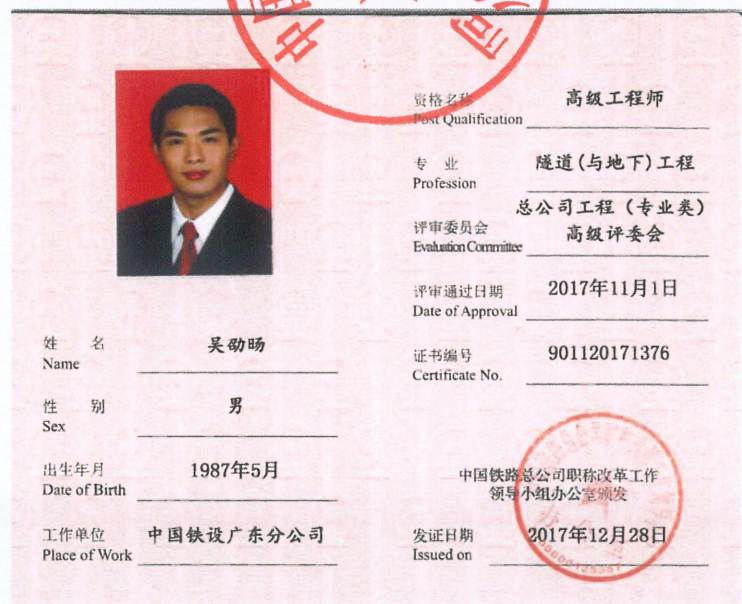 中国
资格名称
Post Qualification
高级工程师
专 业
Profession
隧道(与地下)工程
评审委员会
Evaluation Committee
总公司工程（专业类）
高级评委会
评审通过日期
Date of Approval
2017年11月1日
证书编号
Certificate No.
901120171376
姓 名
Name
吴劭旸
性 别
Sex
男
出生年月
Date of Birth
1987年5月
工作单位
Place of Work
中国铁设广东分公司
中国铁路总公司职称改革工作
领导小组办公室颁发
发证日期
Issued on
2017年12月28日